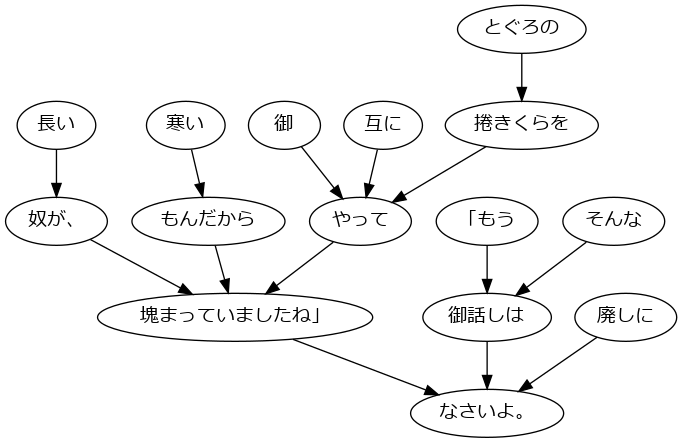 とぐろの
長い
寒い
御
互に
捲きくらを
奴が、
もんだから
やって
「もう
そんな
塊まっていましたね」
御話しは
廃しに
なさいよ。